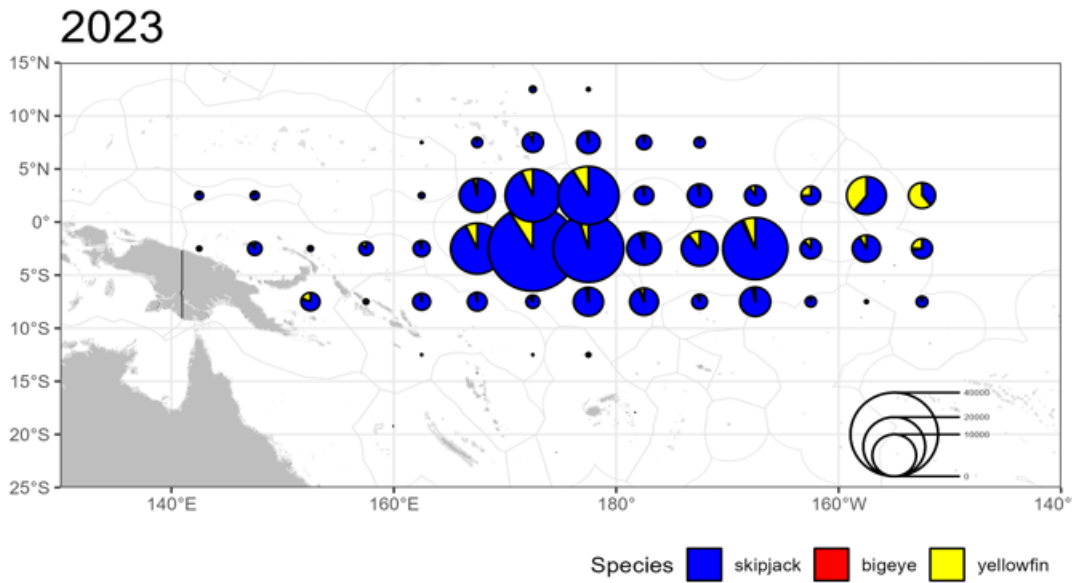 2023
15°N
10°N
5°N
0°
5°S
10°S
15°S
20°S
25°S
40000
20000
10000
0
140°E 160°E 180° 160°W 140°
Species skipjack bigeye yellowfin